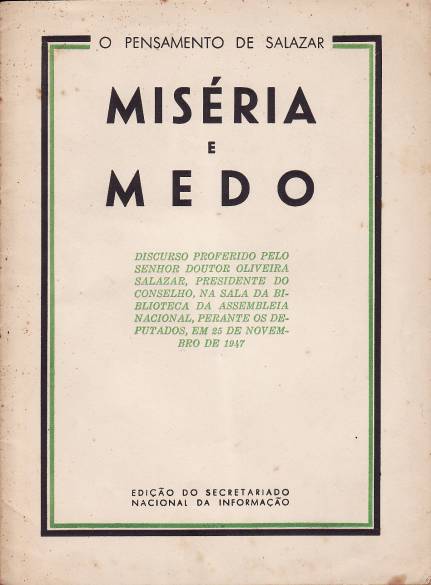 O PENSAMENTO DE SALAZAR
MISÉRIA
E
MEDO
DISCURSO PROFERIDO PELO
SENHOR DOUTOR OLIVEIRA
SALAZAR, PRESIDENTE DO
CONSELHO, NA SALA DA BI-
BLIOTECA DA ASSEMBLEIA
NACIONAL, PERANTE OS DE-
PUTADOS, EM 25 DE NOVEM-
BRO DE 1947
EDIÇÃO DO SECRETARIADO
NACIONAL DA INFORMAÇÃO